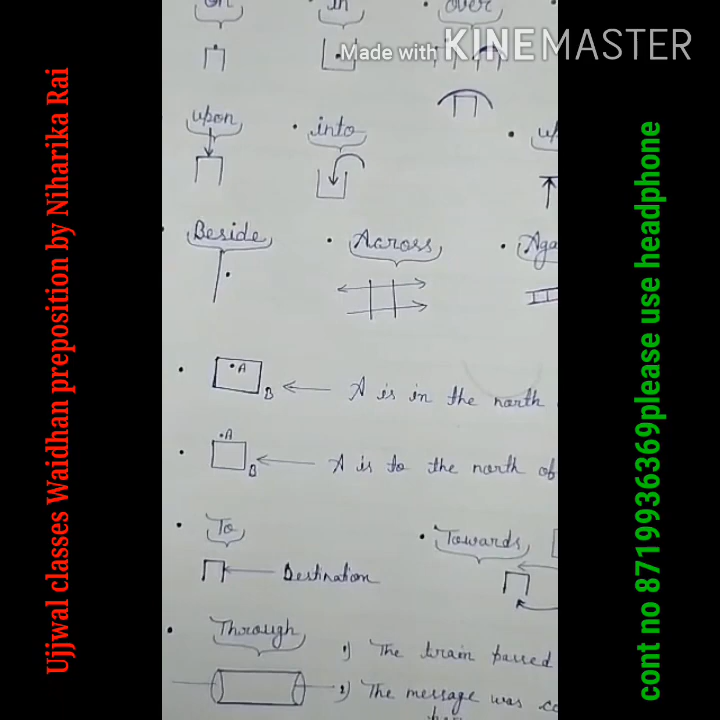 Ujjwal classes Waidhan preposition by Niharika Rai
Made with KINEMASTER
on in over
upon into
Beside Across Aga
A
B A is in the north
A
B A is to the north of
To Towards
Destination
Through 1) The train passed
2) The message was
cont no 8719936369please use headphone